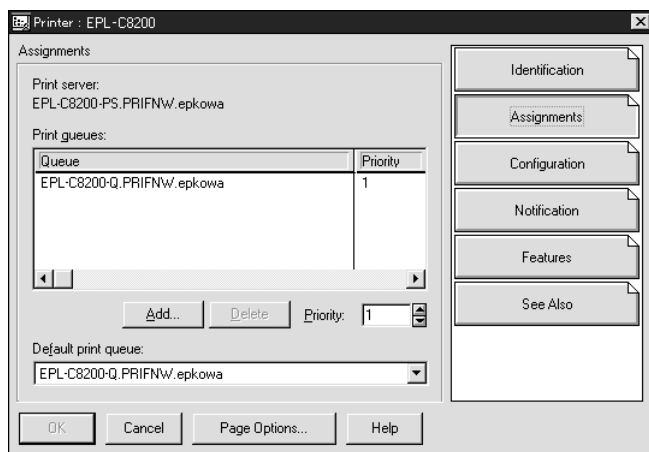 Printer : EPL-C8200
Assignments
Print server:
EPL-C8200-PS.PRIFNW.epkowa
Print queues:
Queue Priority
EPL-C8200-Q.PRIFNW.epkowa 1
Add... Delete Priority: 1
Default print queue:
EPL-C8200-Q.PRIFNW.epkowa
OK Cancel Page Options... Help
Identification
Assignments
Configuration
Notification
Features
See Also